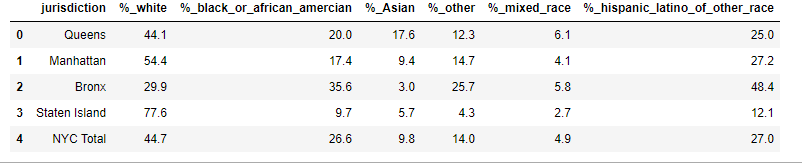 jurisdiction %_white %_black_or_african_amercian %_Asian %_other %_mixed_race %_hispanic_latino_of_other_race
0 Queens 44.1 20.0 17.6 12.3 6.1 25.0
1 Manhattan 54.4 17.4 9.4 14.7 4.1 27.2
2 Bronx 29.9 35.6 3.0 25.7 5.8 48.4
3 Staten Island 77.6 9.7 5.7 4.3 2.7 12.1
4 NYC Total 44.7 26.6 9.8 14.0 4.9 27.0